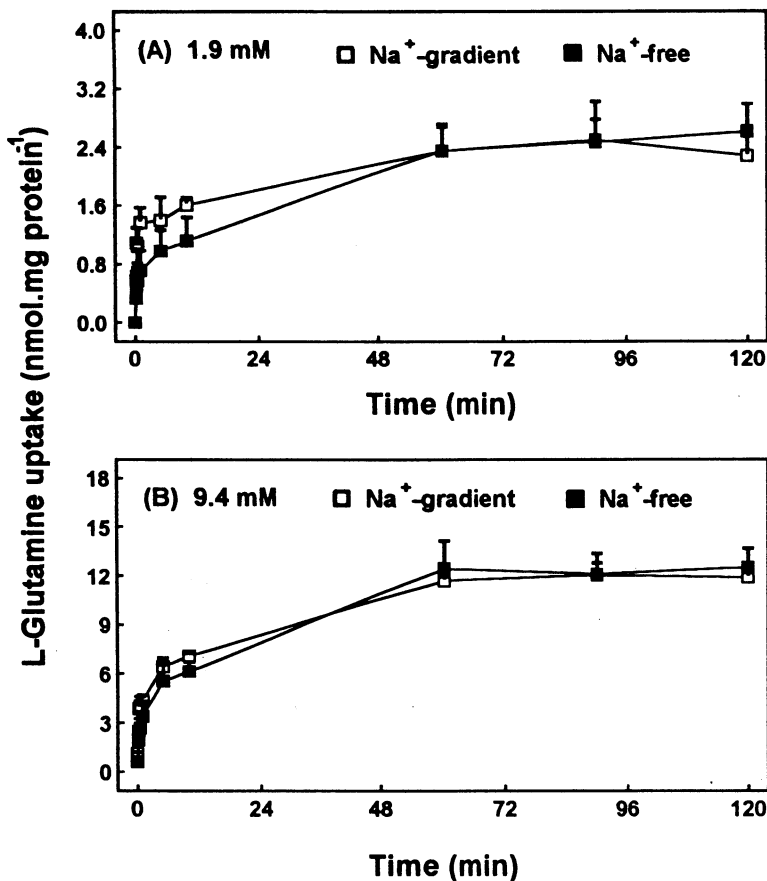 L-Glutamine uptake (nmol.mg protein⁻¹)
(A) 1.9 mM □ Na⁺-gradient ■ Na⁺-free
4.0
3.2
2.4
1.6
0.8
0.0
0 24 48 72 96 120
Time (min)
(B) 9.4 mM □ Na⁺-gradient ■ Na⁺-free
18
15
12
9
6
3
0
0 24 48 72 96 120
Time (min)